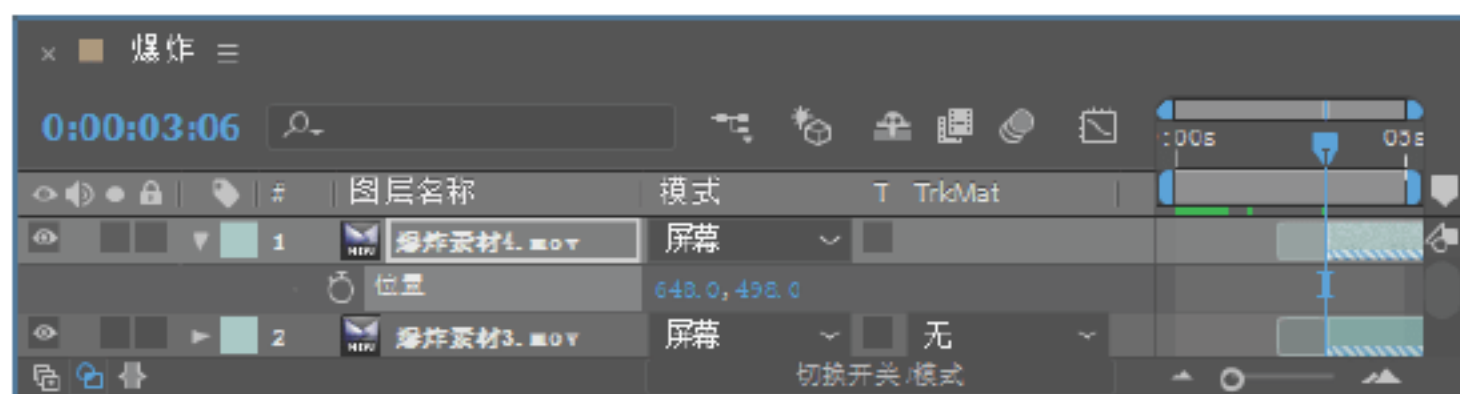 爆炸
0:00:03:06
:00s 05s
# 图层名称 模式 T TrkMat
1 爆炸素材4.mov 屏幕
位置 648.0,498.0
2 爆炸素材3.mov 屏幕 无
切换开关/模式